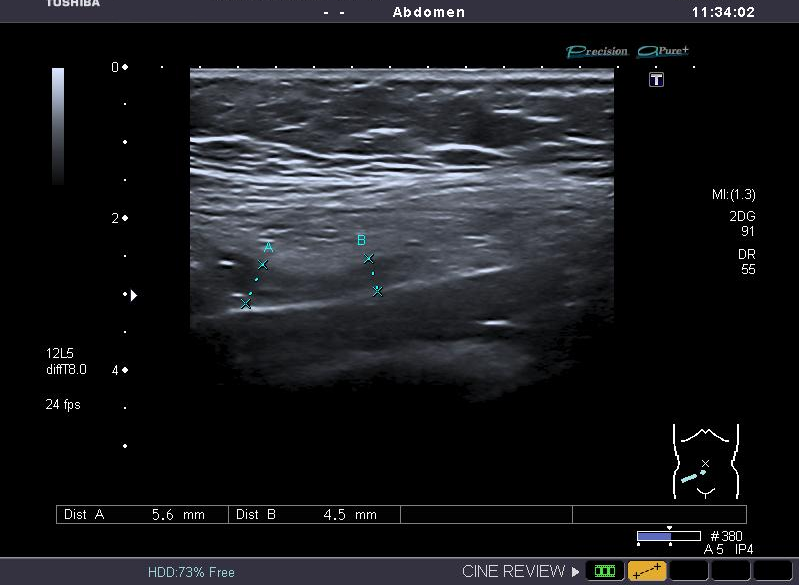 TOSHIBA
- - Abdomen 11:34:02
Precision APure+
0
T
A
B
2
4
MI:(1.3)
2DG
91
DR
55
12L5
diffT8.0
24 fps
Dist A 5.6 mm Dist B 4.5 mm
#380
A 5 IP4
HDD:73% Free CINE REVIEW